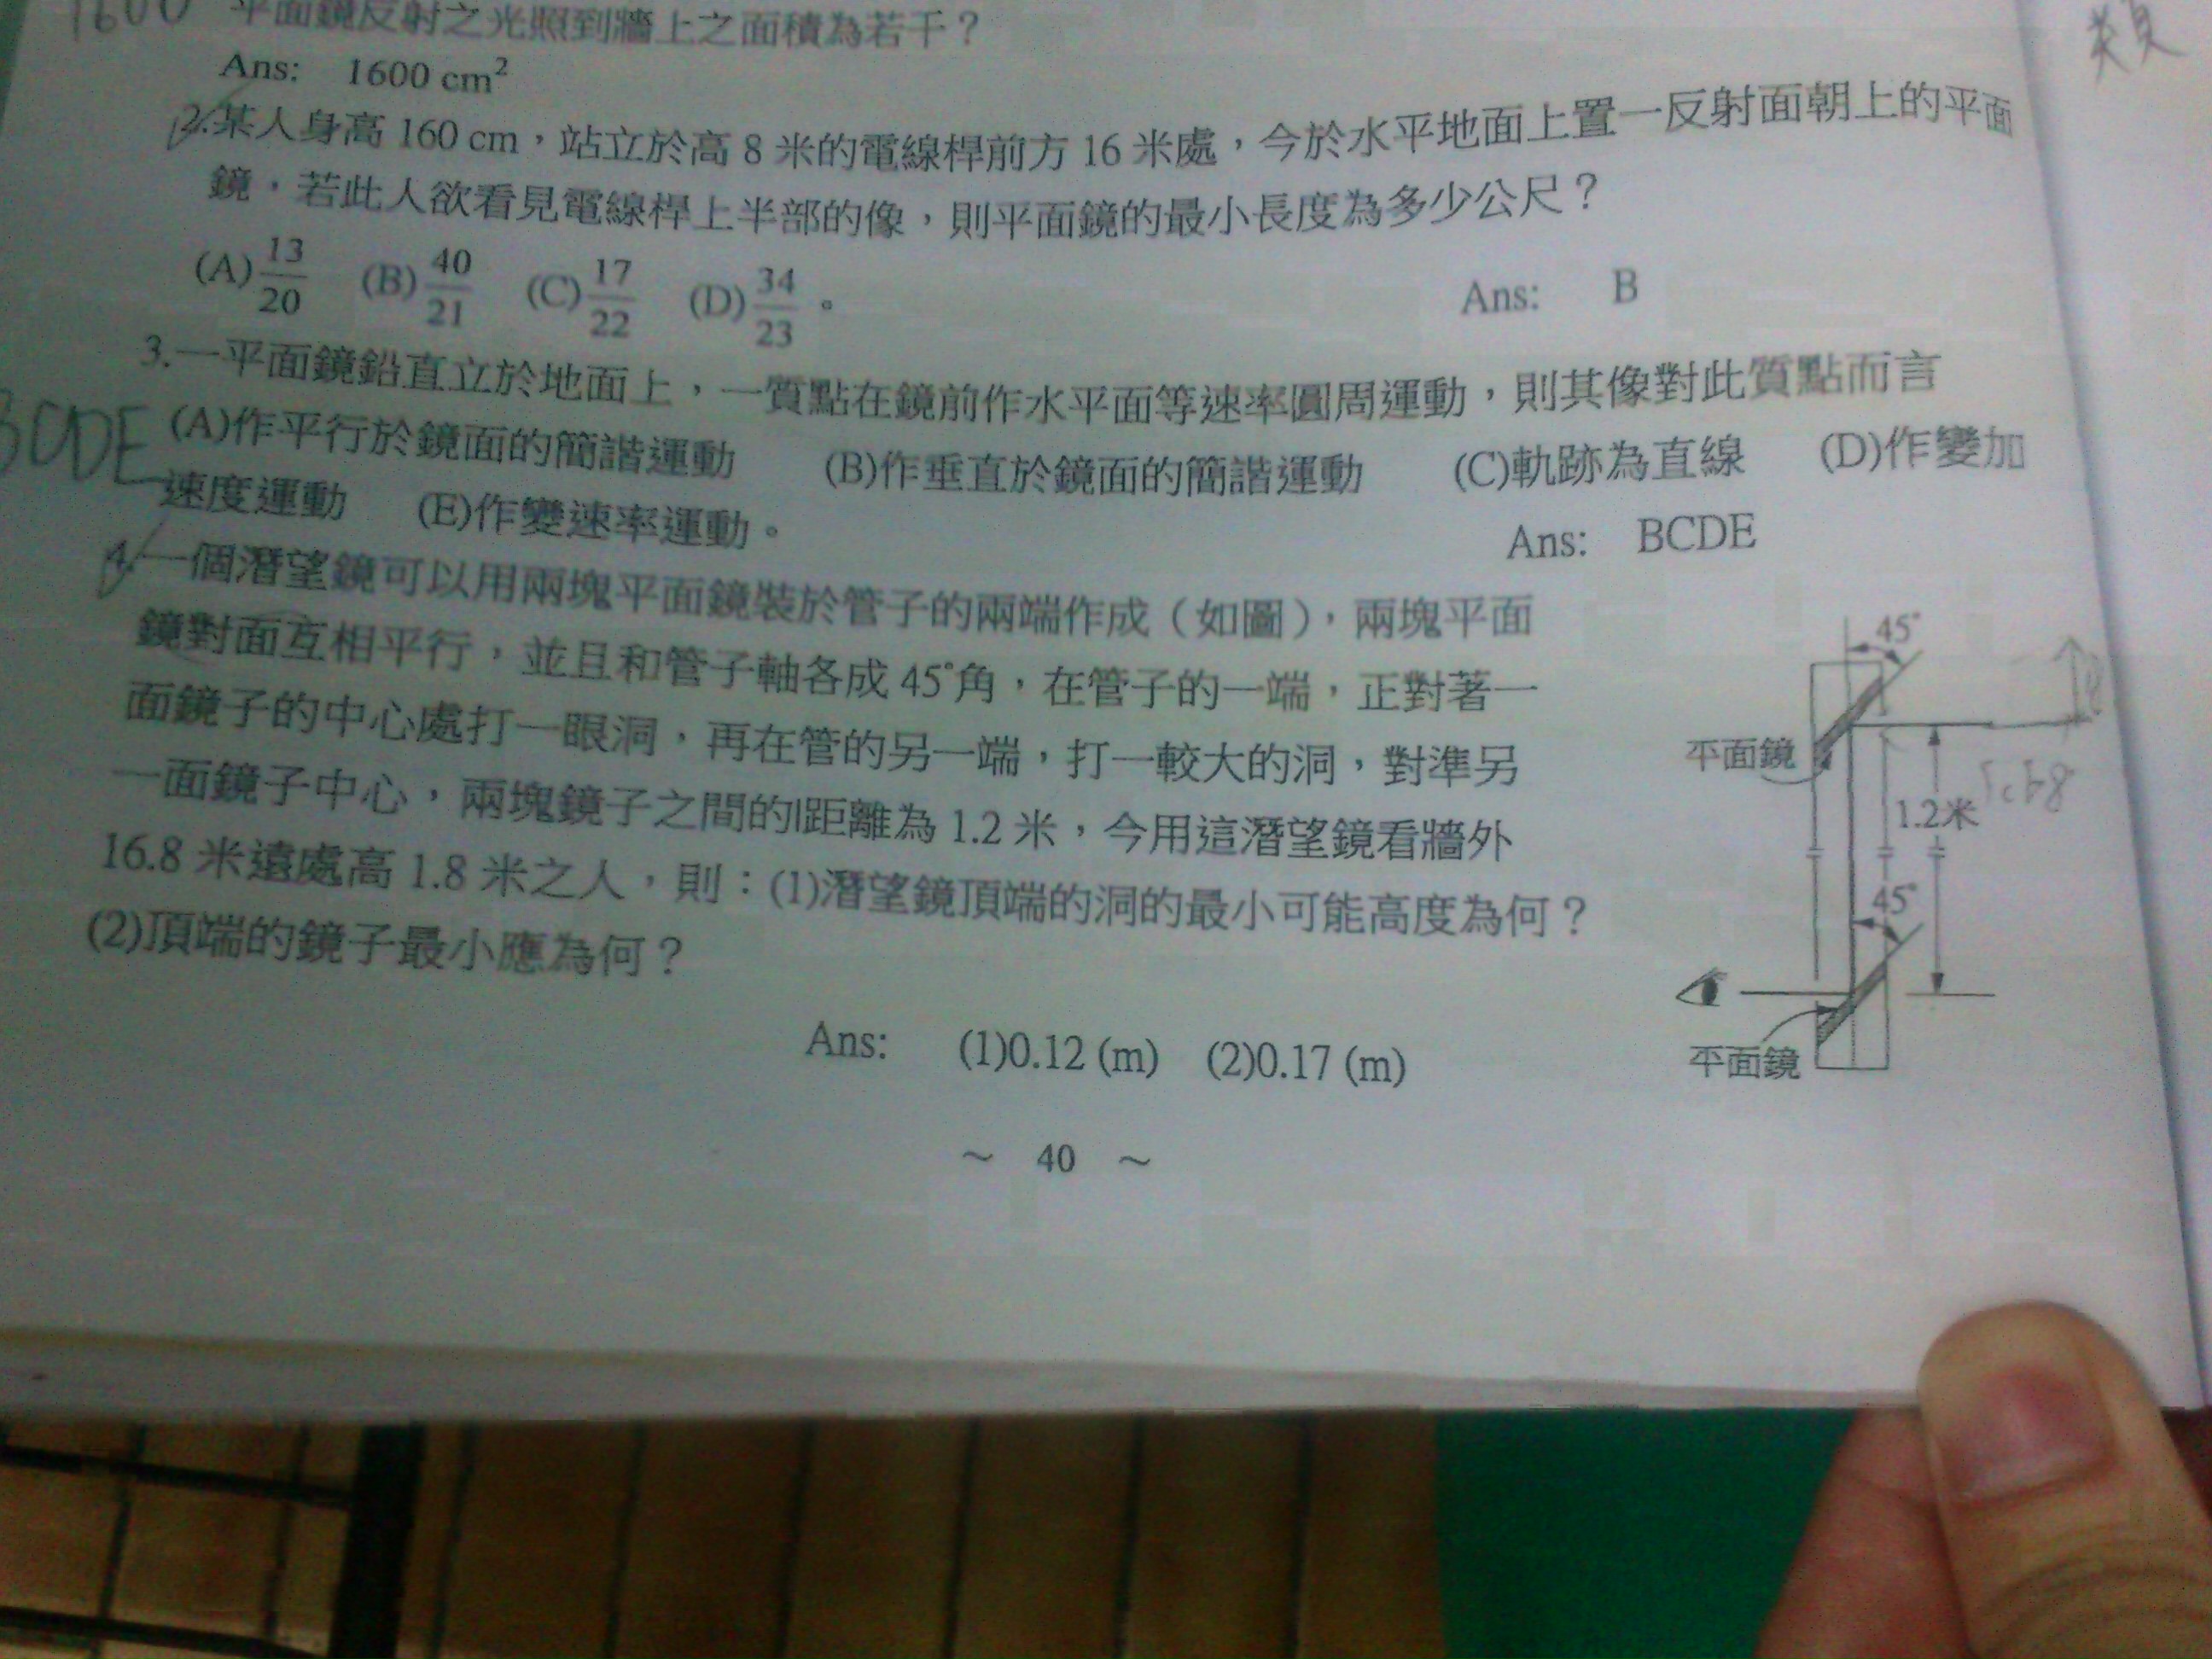 1600 平面鏡反射之光照到牆上之面積為若干？
Ans: 1600 cm²
2.某人身高 160 cm，站立於高 8 米的電線桿前方 16 米處，今於水平地面上置一反射面朝上的平面
鏡，若此人欲看見電線桿上半部的像，則平面鏡的最小長度為多少公尺？
(A)13/20 (B)40/21 (C)17/22 (D)34/23。 Ans: B
3.一平面鏡鉛直立於地面上，一質點在鏡前作水平面等速率圓周運動，則其像對此質點而言
BCDE (A)作平行於鏡面的簡諧運動 (B)作垂直於鏡面的簡諧運動 (C)軌跡為直線 (D)作變加
速度運動 (E)作變速率運動。 Ans: BCDE
4.一個潛望鏡可以用兩塊平面鏡裝於管子的兩端作成（如圖），兩塊平面
鏡對面互相平行，並且和管子軸各成 45°角，在管子的一端，正對著一
面鏡子的中心處打一眼洞，再在管的另一端，打一較大的洞，對準另
一面鏡子中心，兩塊鏡子之間的距離為 1.2 米，今用這潛望鏡看牆外
16.8 米遠處高 1.8 米之人，則：(1)潛望鏡頂端的洞的最小可能高度為何？
(2)頂端的鏡子最小應為何？
45°
平面鏡
1.2米
45°
平面鏡
Ans: (1)0.12 (m) (2)0.17 (m)
～ 40 ～